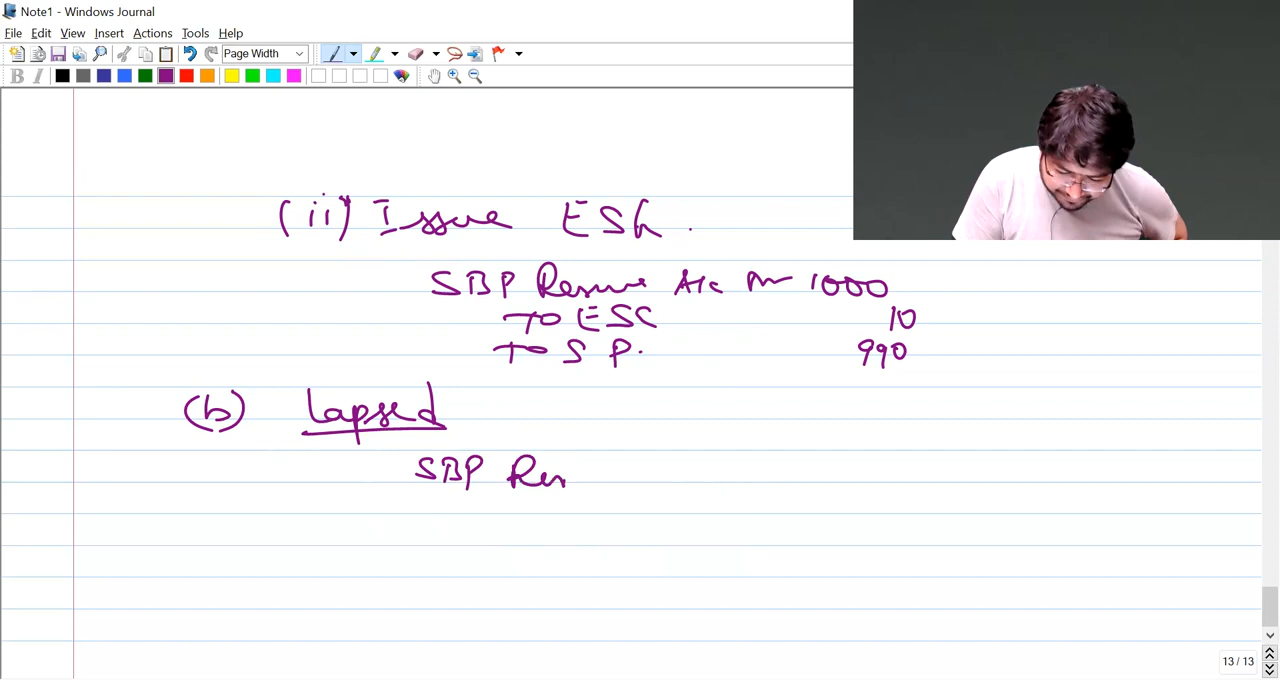 Note1 - Windows Journal
File Edit View Insert Actions Tools Help
Page Width
B I
(ii) Issue ESh.
SBP Reserve A/c Dr 1000
To ESC 10
To S P. 990
(b) Lapsed
SBP Res
13 / 13